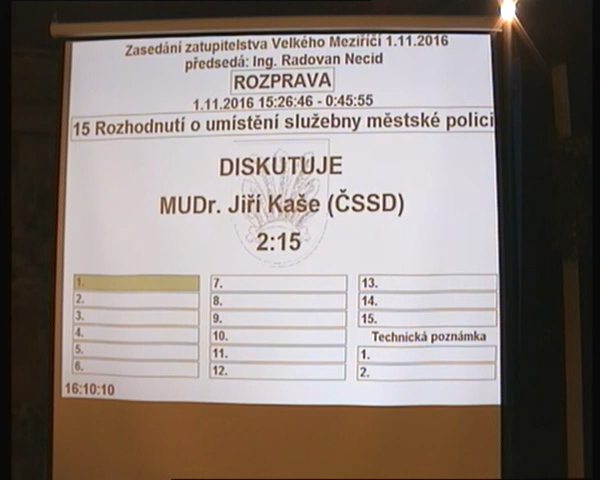 Zasedání zatupitelstva Velkého Meziříčí 1.11.2016
předsedá: Ing. Radovan Necid
ROZPRAVA
1.11.2016 15:26:46 - 0:45:55
15 Rozhodnutí o umístění služebny městské polici
DISKUTUJE
MUDr. Jiří Kaše (ČSSD)
2:15
1.
2.
3.
4.
5.
6.
7.
8.
9.
10.
11.
12.
13.
14.
15.
Technická poznámka
1.
2.
16:10:10